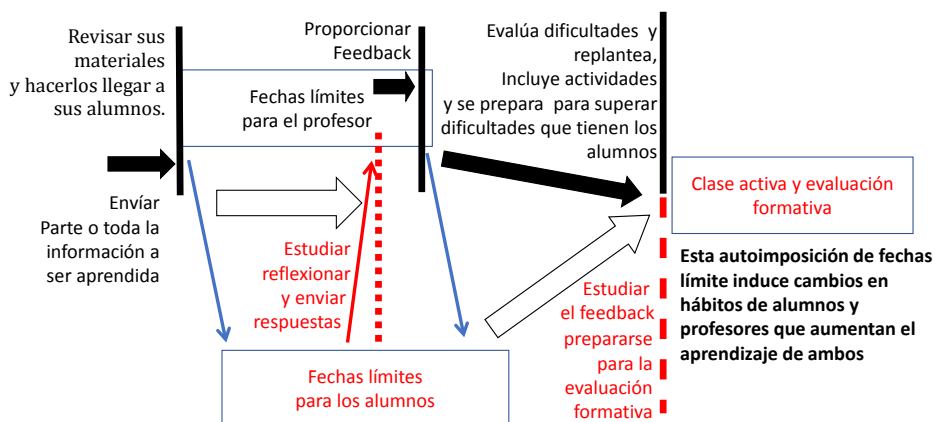 Revisar sus
materiales
y hacerlos llegar a
sus alumnos.
Proporcionar
Feedback
Evalúa dificultades y
replantea,
Incluye actividades
y se prepara para superar
dificultades que tienen los
alumnos
Fechas límites
para el profesor
Envíar
Parte o toda la
información a
ser aprendida
Estudiar
reflexionar
y enviar
respuestas
Clase activa y evaluación
formativa
Esta autoimposición de fechas
límite induce cambios en
hábitos de alumnos y
profesores que aumentan el
aprendizaje de ambos
Estudiar
el feedback
prepararse
para la
evaluación
formativa
Fechas límites
para los alumnos